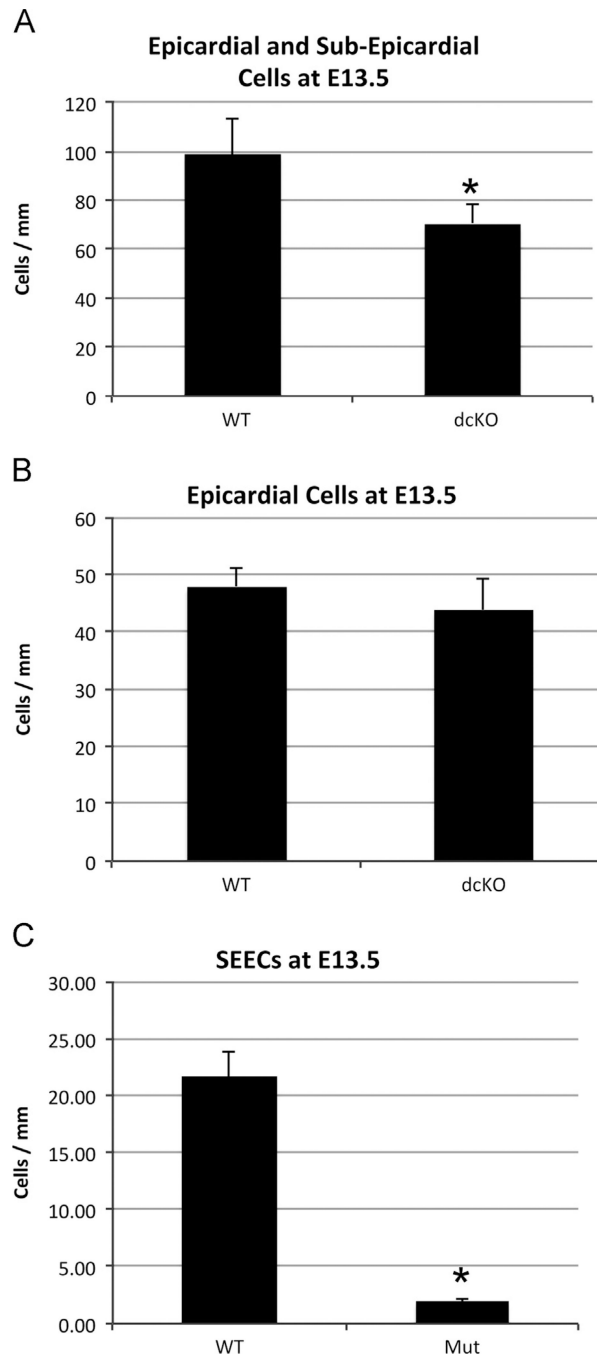 A
Epicardial and Sub-Epicardial
Cells at E13.5
120
100
80
60
40
20
0
Cells / mm
*
WT
dcKO
B
Epicardial Cells at E13.5
60
50
40
30
20
10
0
Cells / mm
WT
dcKO
C
SEECs at E13.5
30.00
25.00
20.00
15.00
10.00
5.00
0.00
Cells / mm
*
WT
Mut